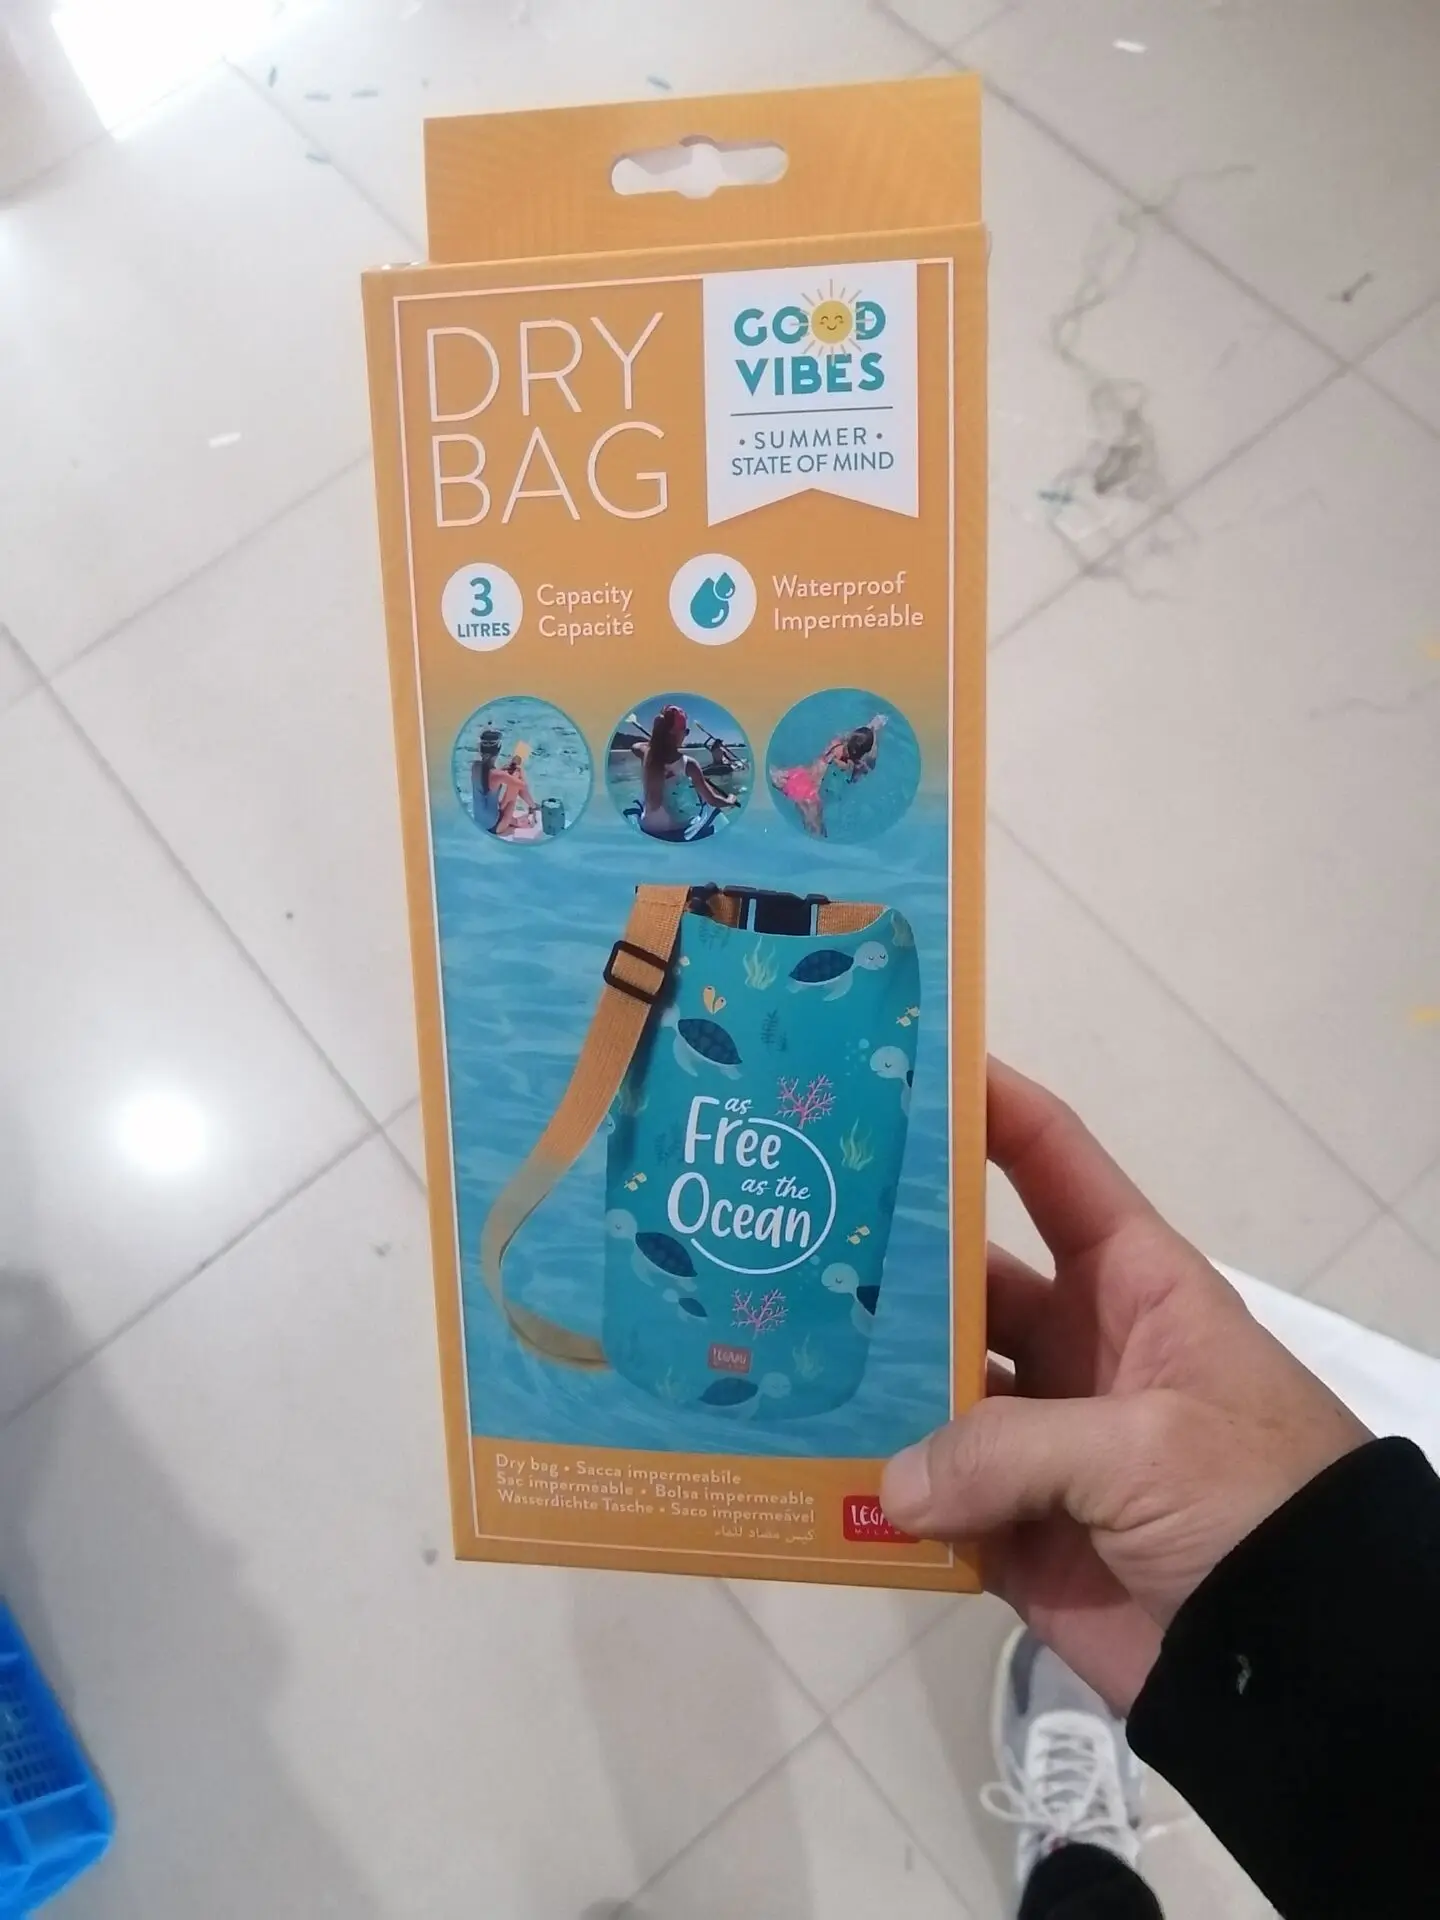 DRY
BAG
GOOD
VIBES
• SUMMER •
STATE OF MIND
3
LITRES
Capacity
Capacité
Waterproof
Imperméable
as
Free
as the
Ocean
LEGAMI
Dry bag • Sacca impermeabile
Sac imperméable • Bolsa impermeable
Wasserdichte Tasche • Saco impermeável
كيس مضاد للماء